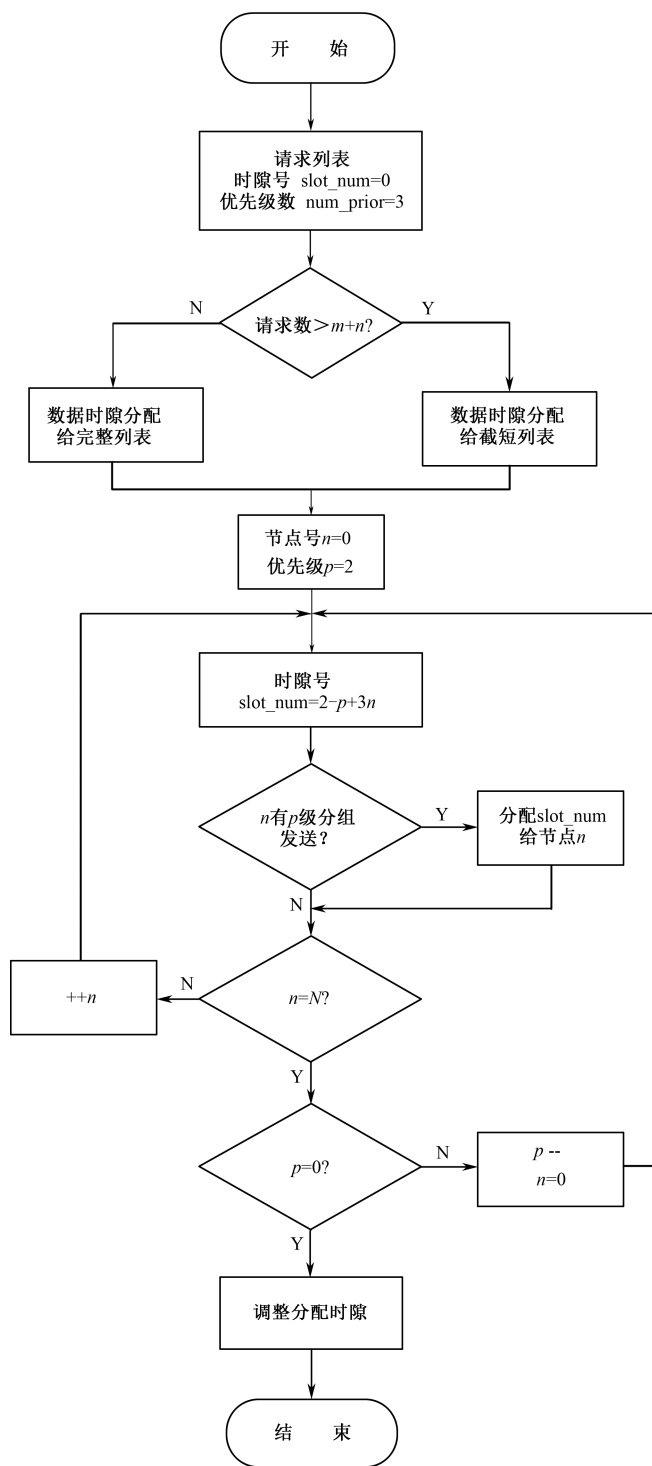 开 始
请求列表
时隙号 slot_num=0
优先级数 num_prior=3
请求数＞m+n?
N
Y
数据时隙分配
给完整列表
数据时隙分配
给截短列表
节点号n=0
优先级p=2
时隙号
slot_num=2-p+3n
n有p级分组
发送？
Y
分配slot_num
给节点n
N
n=N?
N
++n
Y
p=0?
N
p --
n=0
Y
调整分配时隙
结 束